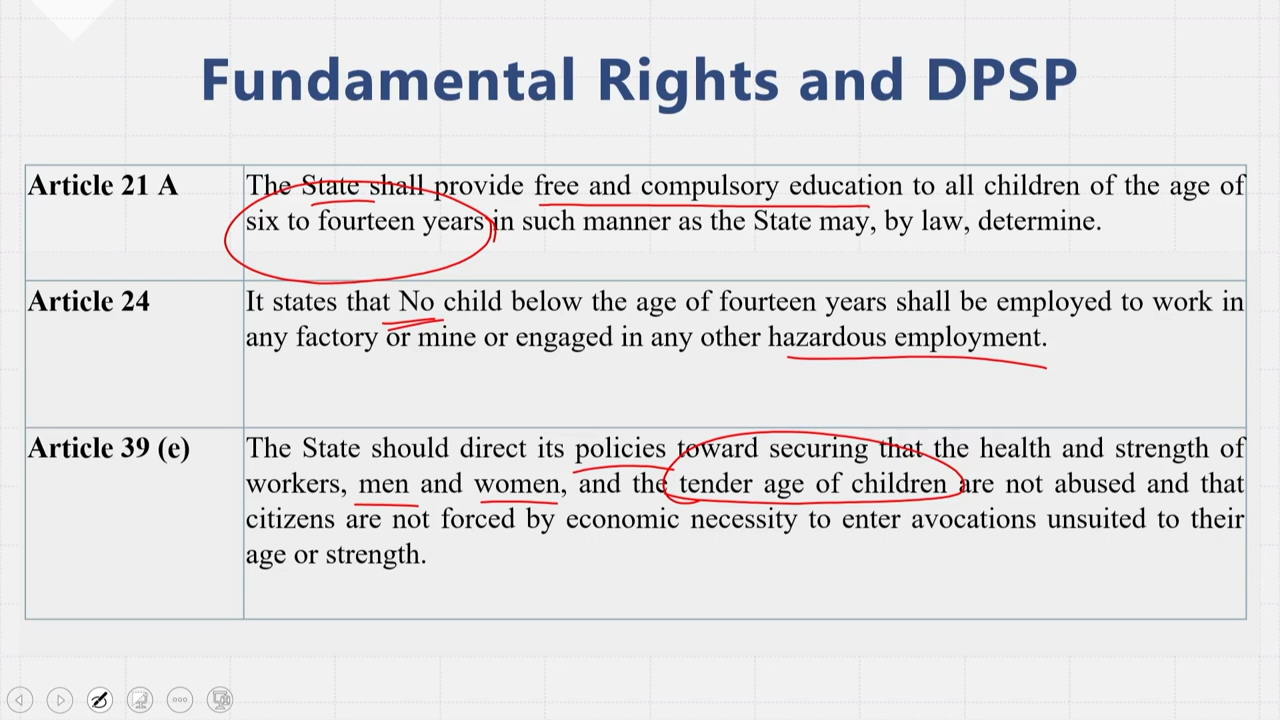 Fundamental Rights and DPSP
Article 21 A
The State shall provide free and compulsory education to all children of the age of
six to fourteen years in such manner as the State may, by law, determine.
Article 24
It states that No child below the age of fourteen years shall be employed to work in
any factory or mine or engaged in any other hazardous employment.
Article 39 (e)
The State should direct its policies toward securing that the health and strength of
workers, men and women, and the tender age of children are not abused and that
citizens are not forced by economic necessity to enter avocations unsuited to their
age or strength.